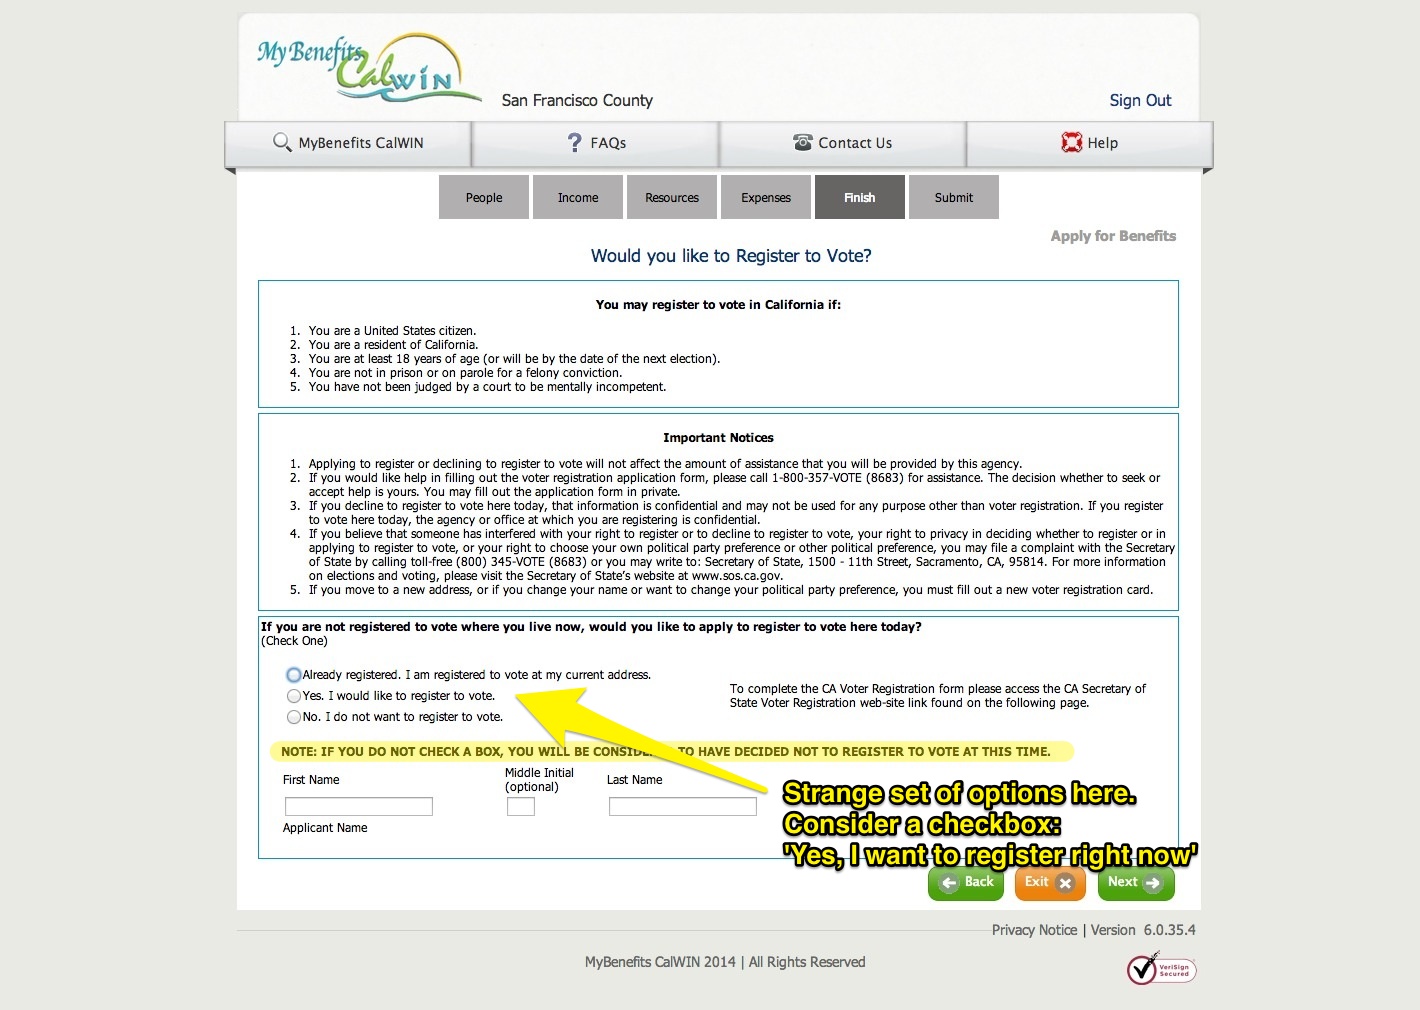 My Benefits
CalWIN
San Francisco County
Sign Out
MyBenefits CalWIN
? FAQs
Contact Us
Help
People
Income
Resources
Expenses
Finish
Submit
Apply for Benefits
Would you like to Register to Vote?
You may register to vote in California if:
1. You are a United States citizen.
2. You are a resident of California.
3. You are at least 18 years of age (or will be by the date of the next election).
4. You are not in prison or on parole for a felony conviction.
5. You have not been judged by a court to be mentally incompetent.
Important Notices
1. Applying to register or declining to register to vote will not affect the amount of assistance that you will be provided by this agency.
2. If you would like help in filling out the voter registration application form, please call 1-800-357-VOTE (8683) for assistance. The decision whether to seek or
accept help is yours. You may fill out the application form in private.
3. If you decline to register to vote here today, that information is confidential and may not be used for any purpose other than voter registration. If you register
to vote here today, the agency or office at which you are registering is confidential.
4. If you believe that someone has interfered with your right to register or to decline to register to vote, your right to privacy in deciding whether to register or in
applying to register to vote, or your right to choose your own political party preference or other political preference, you may file a complaint with the Secretary
of State by calling toll-free (800) 345-VOTE (8683) or you may write to: Secretary of State, 1500 - 11th Street, Sacramento, CA, 95814. For more information
on elections and voting, please visit the Secretary of State's website at www.sos.ca.gov.
5. If you move to a new address, or if you change your name or want to change your political party preference, you must fill out a new voter registration card.
If you are not registered to vote where you live now, would you like to apply to register to vote here today?
(Check One)
Already registered. I am registered to vote at my current address.
Yes. I would like to register to vote.
No. I do not want to register to vote.
To complete the CA Voter Registration form please access the CA Secretary of
State Voter Registration web-site link found on the following page.
NOTE: IF YOU DO NOT CHECK A BOX, YOU WILL BE TO HAVE DECIDED NOT TO REGISTER TO VOTE AT THIS TIME.
First Name
Middle Initial
(optional)
Last Name
Applicant Name
Strange set of options here.
Consider a checkbox:
'Yes, I want to register right now'
Back
Exit
Next
Privacy Notice | Version 6.0.35.4
MyBenefits CalWIN 2014 | All Rights Reserved
VeriSign
Secured